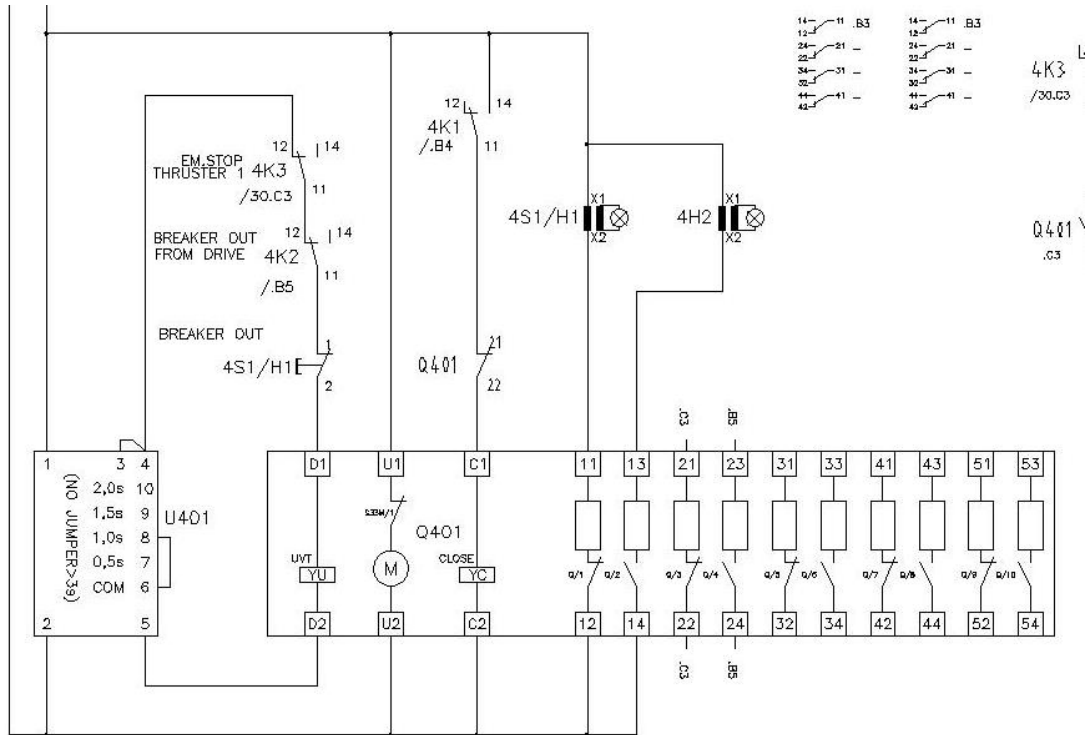 14 11 .B3 14 11 .B3
12 12
24 21 – 24 21 –
22 22
34 31 – 34 31 –
32 32
44 41 – 44 41 –
42 42
4K3
/30.C3
12 14
4K1
/.B4
11
12 14
EM.STOP
THRUSTER 1 4K3
/30.C3 11
X1 X1
4S1/H1 4H2
X2 X2
Q401
.C3
BREAKER OUT 12 14
FROM DRIVE 4K2
11
/.B5
BREAKER OUT
1
4S1/H1
2
21
Q401
22
.C3 .B5
1 3 4
(NO JUMPER>3s)
2,0s 10
1,5s 9
1,0s 8
0,5s 7
COM 6
2 5
U401
D1 U1 C1 11 13 21 23 31 33 41 43 51 53
Q401
UVT CLOSE
YU M YC
Q/1 Q/2 Q/3 Q/4 Q/5 Q/6 Q/7 Q/8 Q/9 Q/10
D2 U2 C2 12 14 22 24 32 34 42 44 52 54
.C3 .B5